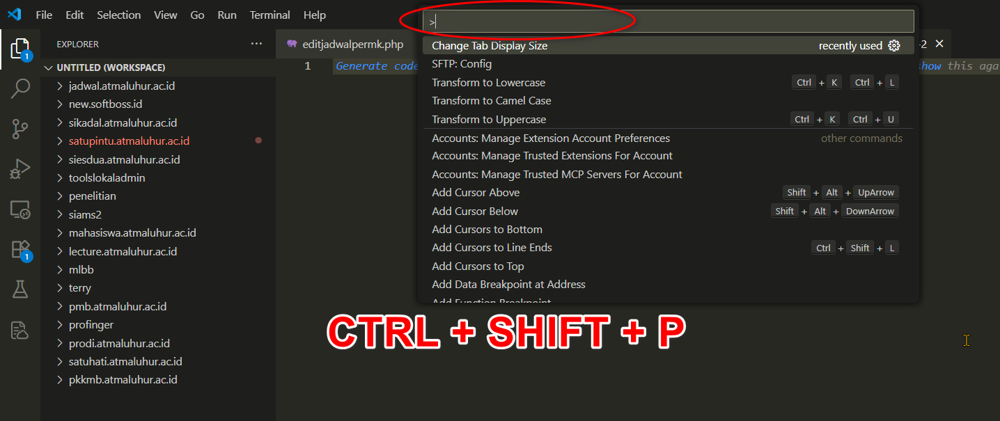 File Edit Selection View Go Run Terminal Help
>
EXPLORER
editjadwalpermk.php
-2
Change Tab Display Size recently used
1 Generate code
show this aga
UNTITLED (WORKSPACE)
SFTP: Config
jadwal.atmaluhur.ac.id
Transform to Lowercase Ctrl + K Ctrl + L
new.softboss.id
Transform to Camel Case
sikadal.atmaluhur.ac.id
Transform to Uppercase Ctrl + K Ctrl + U
satupintu.atmaluhur.ac.id
Accounts: Manage Extension Account Preferences other commands
siesdua.atmaluhur.ac.id
Accounts: Manage Trusted Extensions For Account
toolslokaladmin
Accounts: Manage Trusted MCP Servers For Account
penelitian
Add Cursor Above Shift + Alt + UpArrow
siams2
Add Cursor Below Shift + Alt + DownArrow
mahasiswa.atmaluhur.ac.id
Add Cursors to Bottom
lecture.atmaluhur.ac.id
Add Cursors to Line Ends Ctrl + Shift + L
mlbb
Add Cursors to Top
terry
Add Data Breakpoint at Address
pmb.atmaluhur.ac.id
Add Function Breakpoint
profinger
CTRL + SHIFT + P
prodi.atmaluhur.ac.id
satuhati.atmaluhur.ac.id
pkkmb.atmaluhur.ac.id
1
1